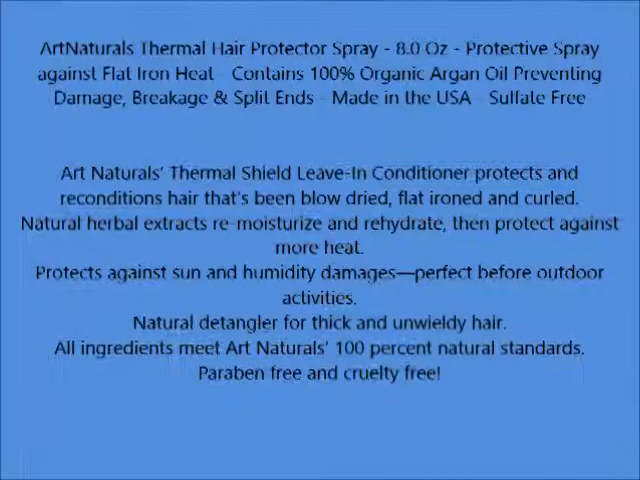 ArtNaturals Thermal Hair Protector Spray - 8.0 Oz - Protective Spray
against Flat Iron Heat - Contains 100% Organic Argan Oil Preventing
Damage, Breakage & Split Ends - Made in the USA - Sulfate Free
Art Naturals' Thermal Shield Leave-In Conditioner protects and
reconditions hair that's been blow dried, flat ironed and curled.
Natural herbal extracts re-moisturize and rehydrate, then protect against
more heat.
Protects against sun and humidity damages—perfect before outdoor
activities.
Natural detangler for thick and unwieldy hair.
All ingredients meet Art Naturals' 100 percent natural standards.
Paraben free and cruelty free!